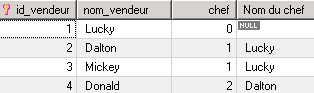 id_vendeur nom_vendeur chef Nom du chef
1 Lucky 0 NULL
2 Dalton 1 Lucky
3 Mickey 1 Lucky
4 Donald 2 Dalton